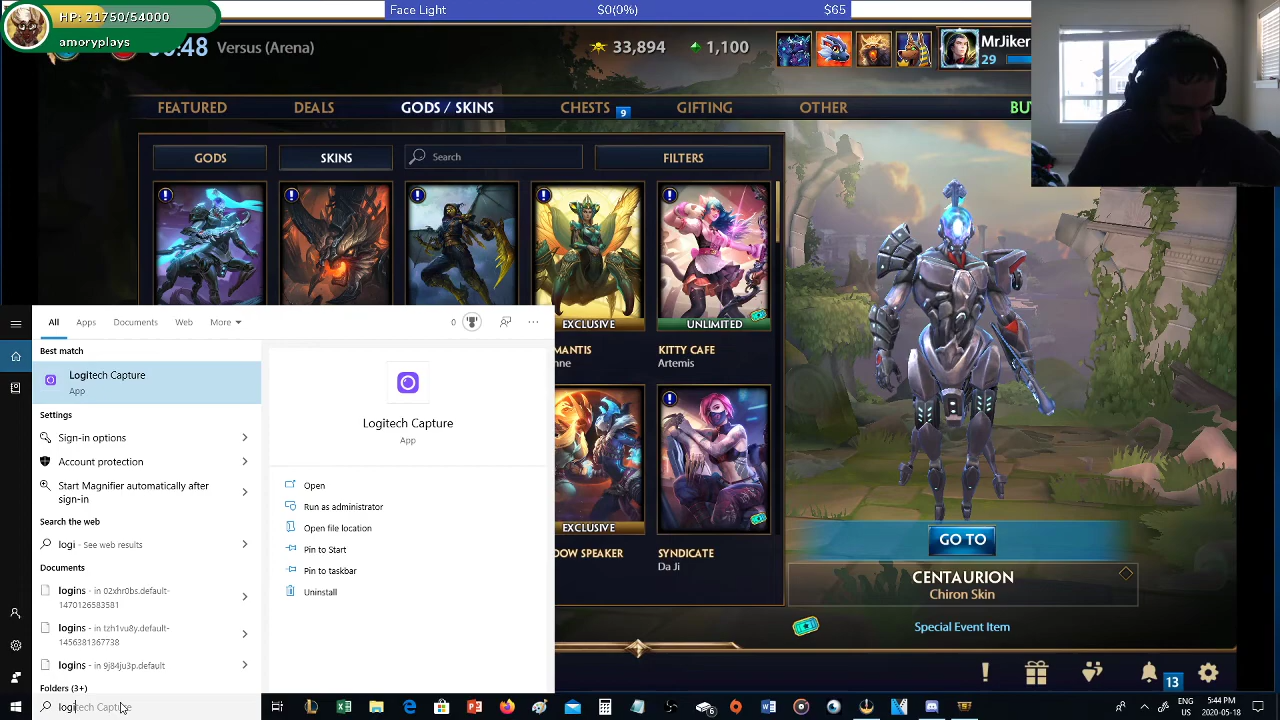 HP: 21750/54000
amoryplays
Face Light
$0(0%)
$65
:48
Versus (Arena)
33,894
1,100
MrJiker
29
FEATURED
DEALS
GODS / SKINS
CHESTS
9
GIFTING
OTHER
BU
GODS
SKINS
Search
FILTERS
EXCLUSIVE
UNLIMITED
MANTIS
KITTY CAFE
Artemis
EXCLUSIVE
OW SPEAKER
SYNDICATE
Da Ji
GO TO
CENTAURION
Chiron Skin
Special Event Item
13
All
Apps
Documents
Web
More
0
Best match
Logitech Capture
App
Settings
Sign-in options
Account protection
Start Magnifier automatically after
sign-in
Search the web
logi - See web results
Documents
logins - in 02xhr0bs.default-
1470126583581
logins - in tzh1vu8y.default-
1456381367738
logins - in 9j84ju3p.default
Folders (3+)
Logitech Capture
App
Open
Run as administrator
Open file location
Pin to Start
Pin to taskbar
Uninstall
logitech Capture
ENG
US
5:44 PM
2020-05-18